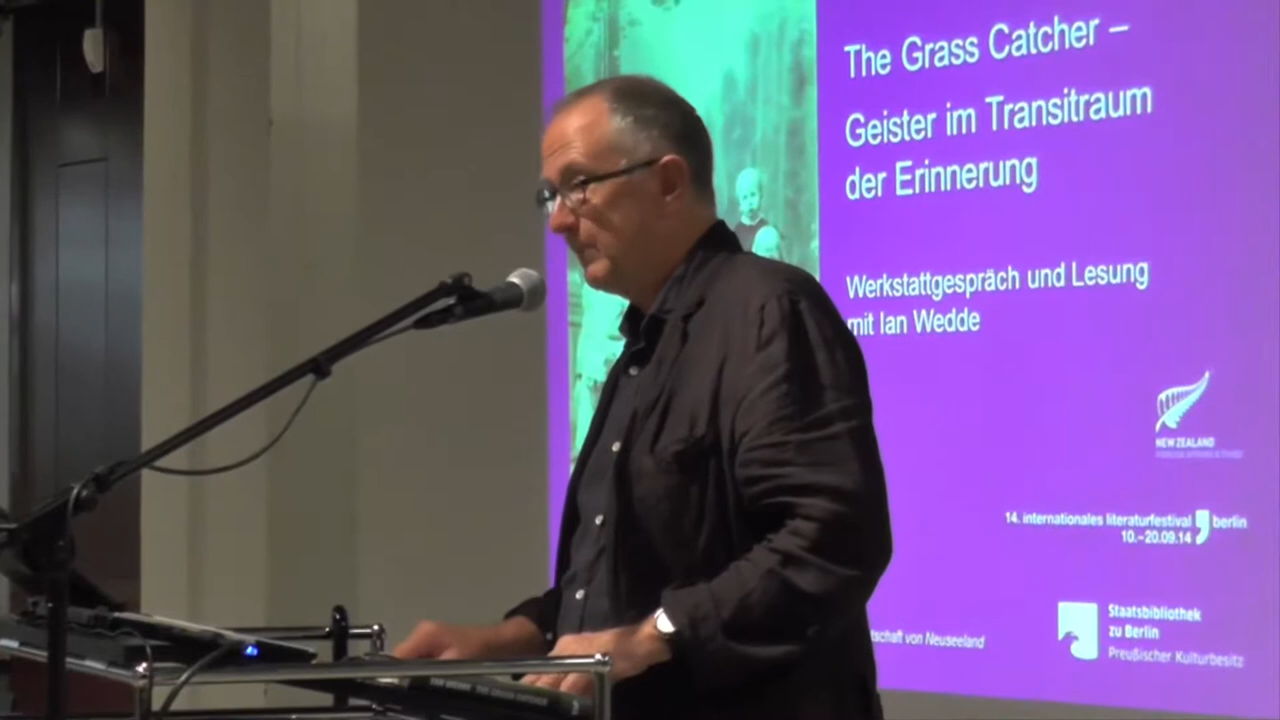 The Grass Catcher –
Geister im Transitraum
der Erinnerung
Werkstattgespräch und Lesung
mit Ian Wedde
NEW ZEALAND
14. internationales literaturfestival berlin
10.–20.09.14
Staatsbibliothek
zu Berlin
Preußischer Kulturbesitz
tschaft von Neuseeland